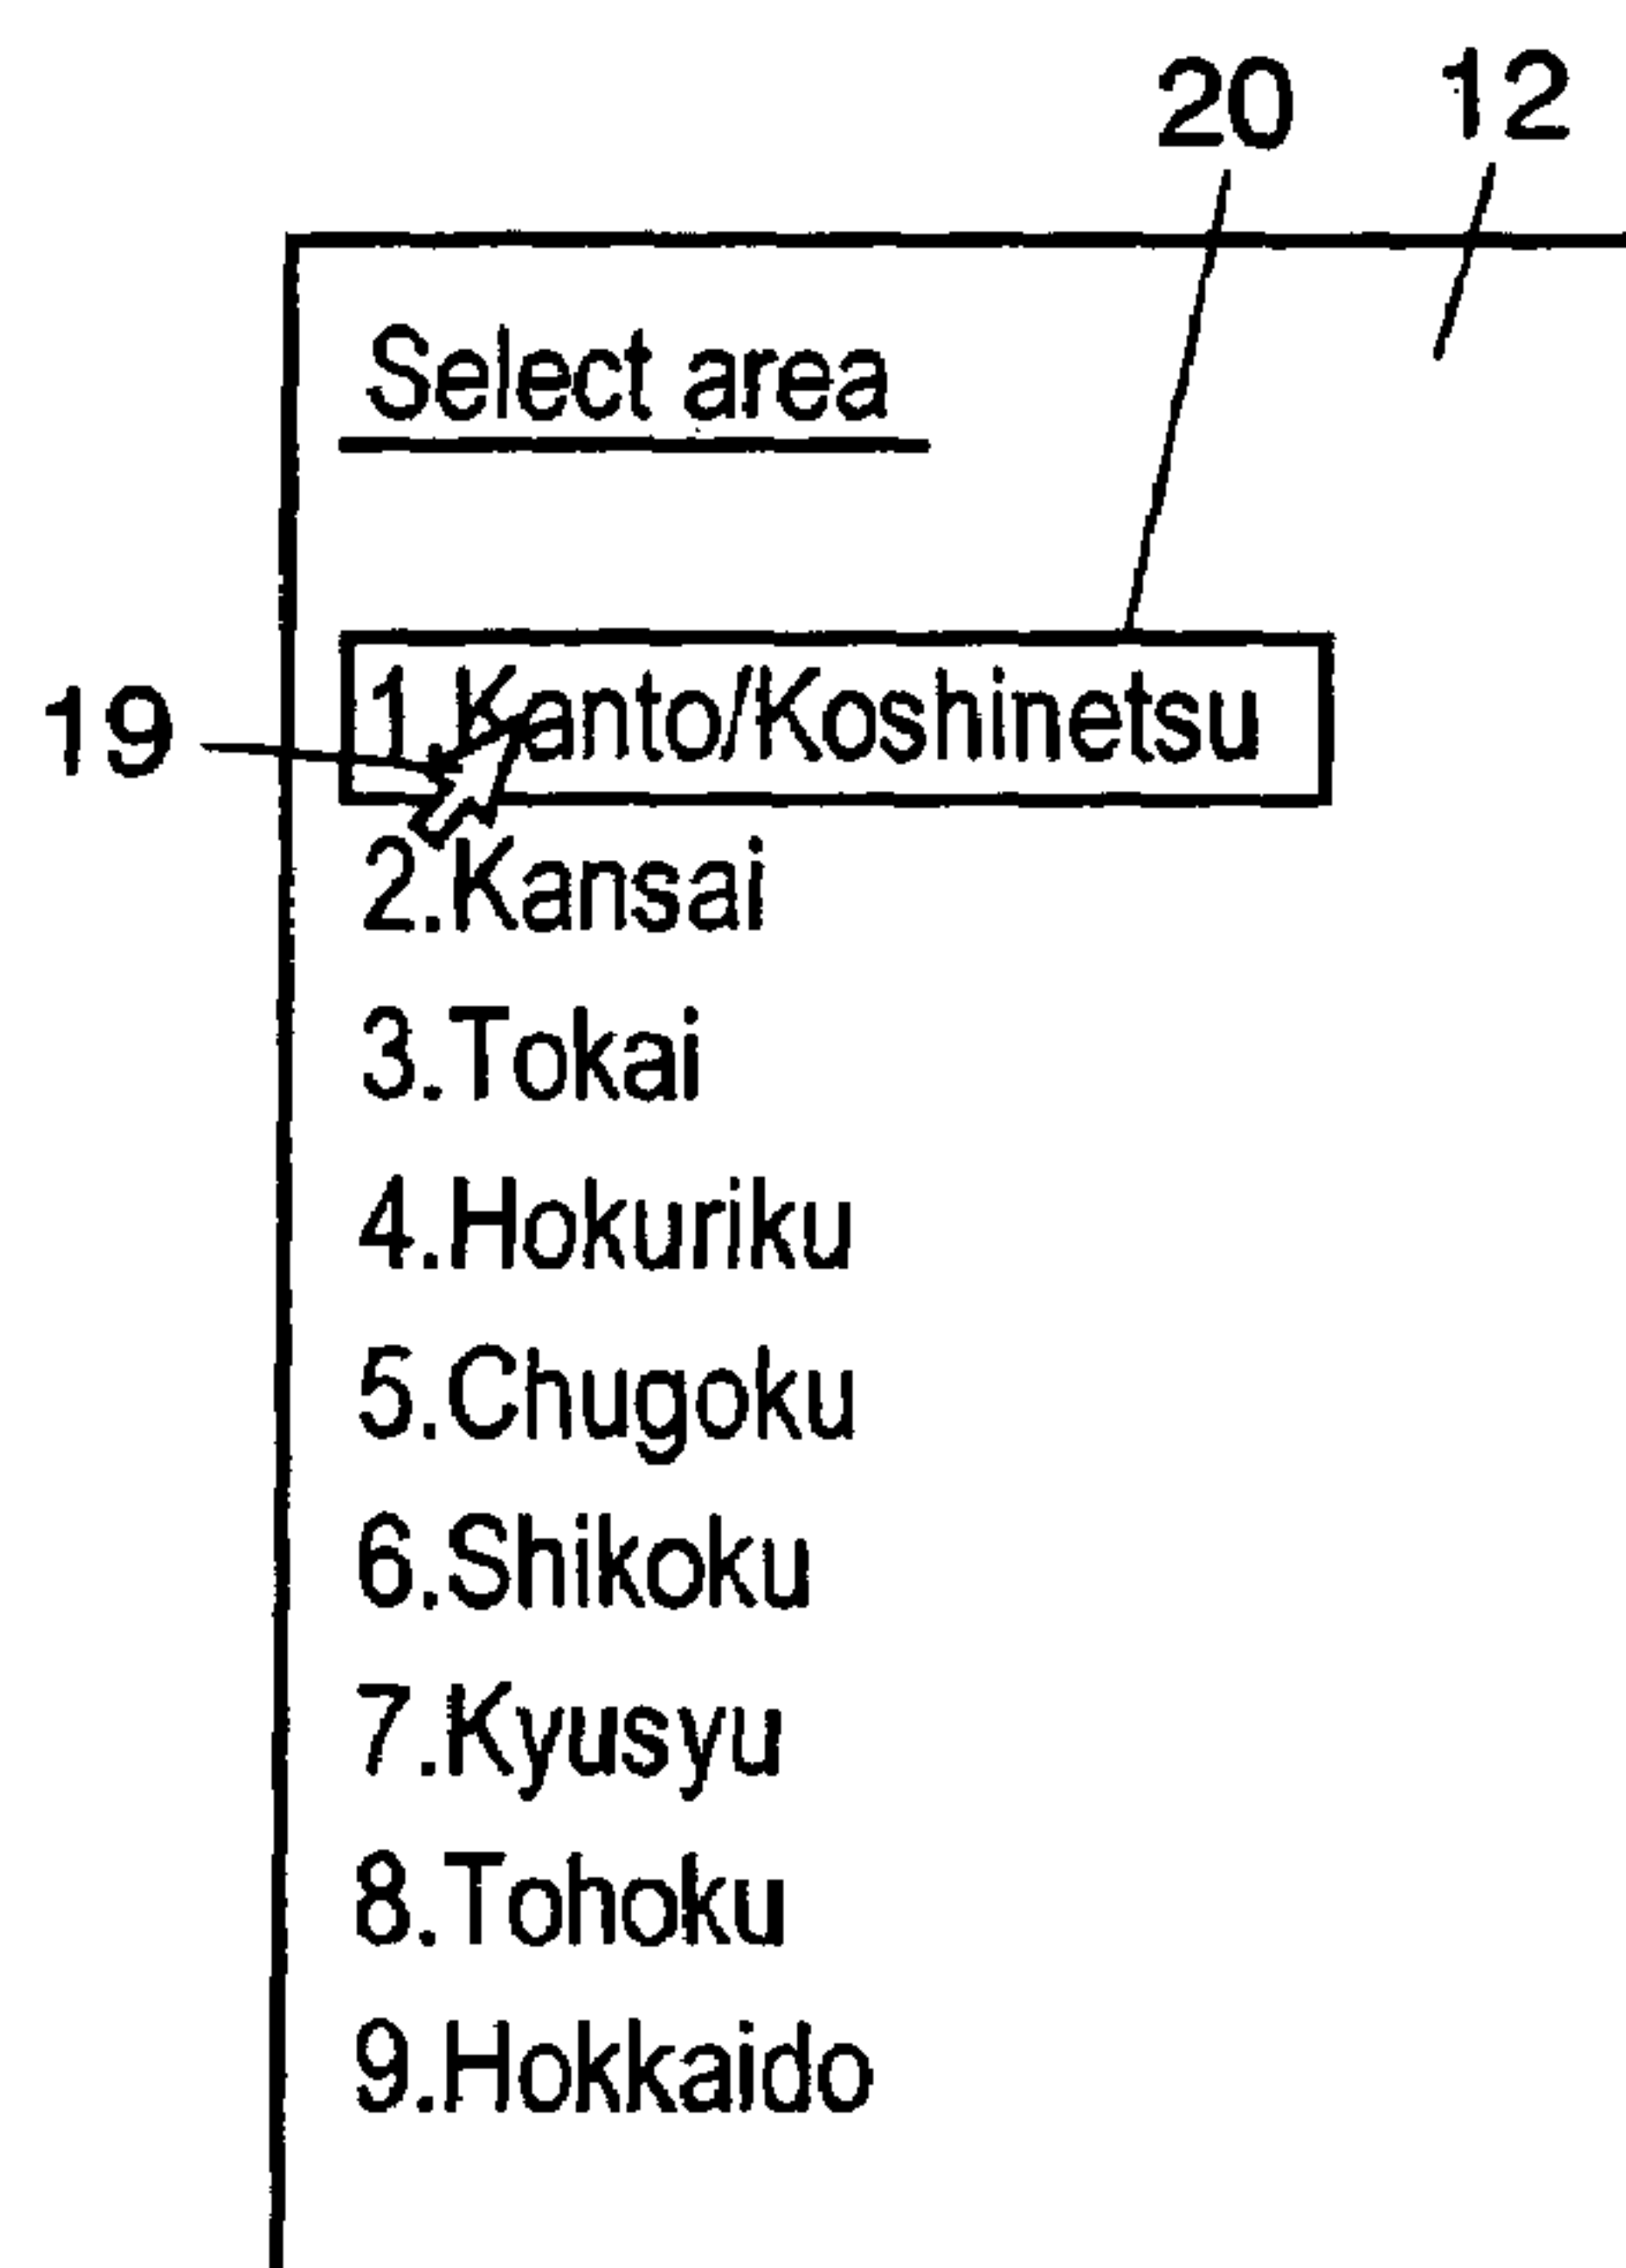 20 12
Select area
19
1.Kanto/Koshinetsu
2.Kansai
3.Tokai
4.Hokuriku
5.Chugoku
6.Shikoku
7.Kyusyu
8.Tohoku
9.Hokkaido